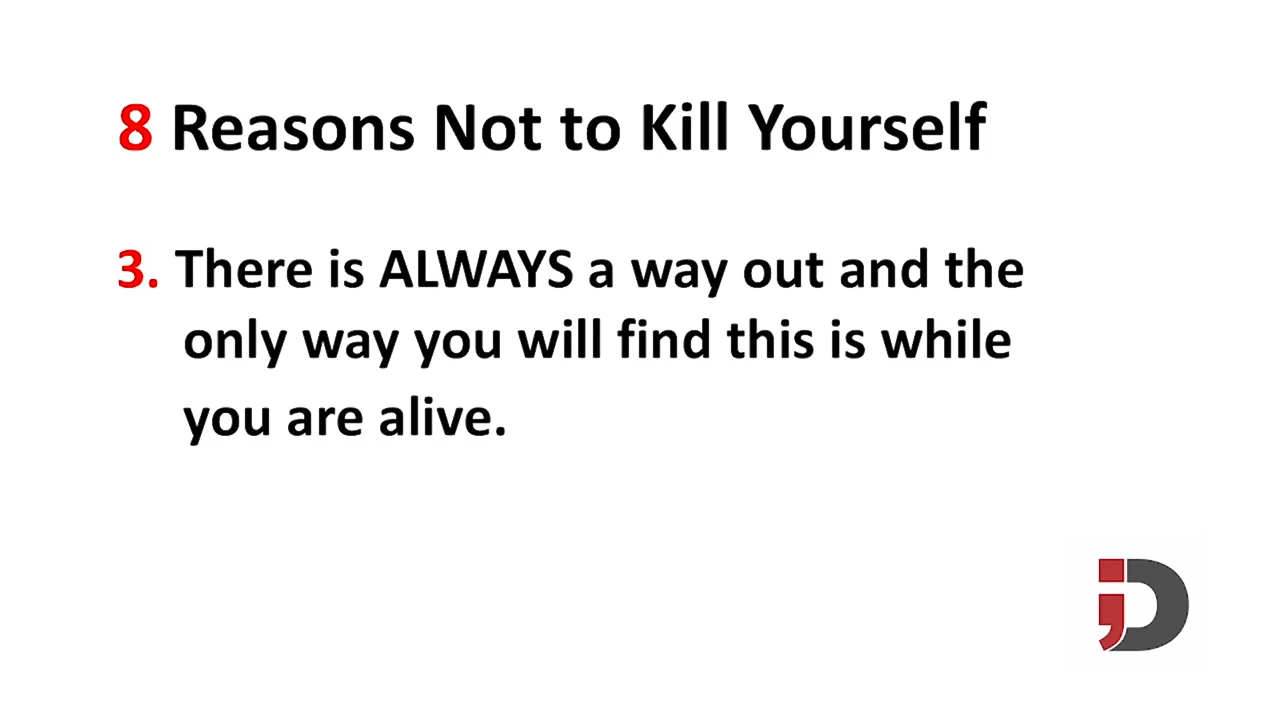 8 Reasons Not to Kill Yourself
3. There is ALWAYS a way out and the
only way you will find this is while
you are alive.